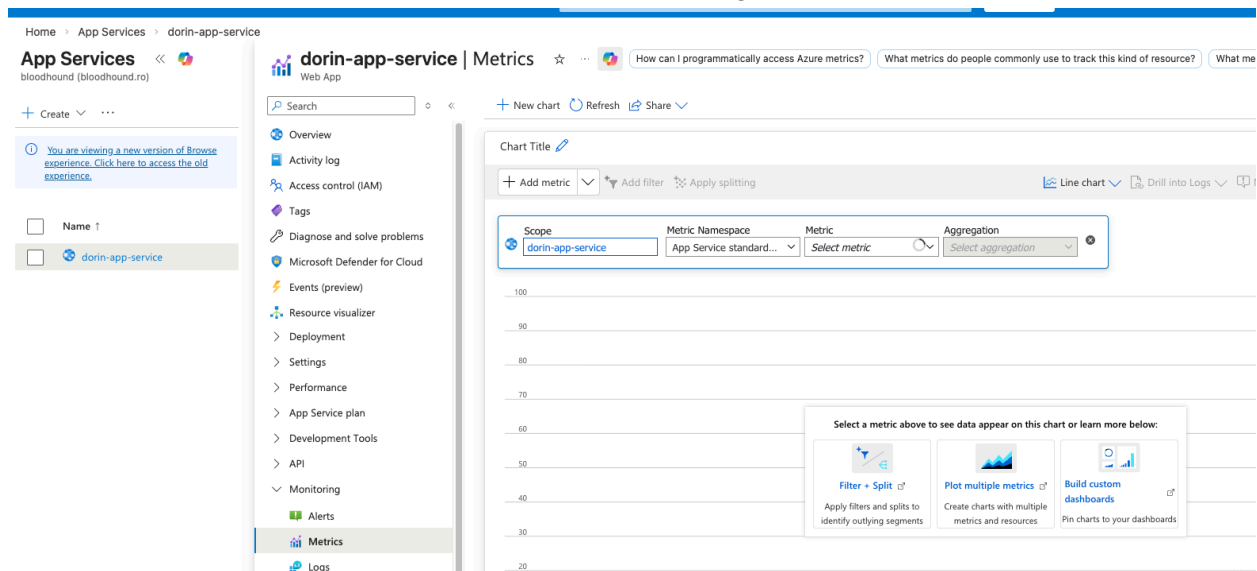 Home > App Services > dorin-app-service
App Services
bloodhound (bloodhound.ro)
Create
You are viewing a new version of Browse
experience. Click here to access the old
experience.
Name ↑
dorin-app-service
dorin-app-service | Metrics
Web App
How can I programmatically access Azure metrics?
What metrics do people commonly use to track this kind of resource?
What me
Search
Overview
Activity log
Access control (IAM)
Tags
Diagnose and solve problems
Microsoft Defender for Cloud
Events (preview)
Resource visualizer
Deployment
Settings
Performance
App Service plan
Development Tools
API
Monitoring
Alerts
Metrics
Logs
New chart
Refresh
Share
Chart Title
Add metric
Add filter
Apply splitting
Line chart
Drill into Logs
Scope
dorin-app-service
Metric Namespace
App Service standard...
Metric
Select metric
Aggregation
Select aggregation
100
90
80
70
60
50
40
30
20
Select a metric above to see data appear on this chart or learn more below:
Filter + Split
Apply filters and splits to
identify outlying segments
Plot multiple metrics
Create charts with multiple
metrics and resources
Build custom
dashboards
Pin charts to your dashboards